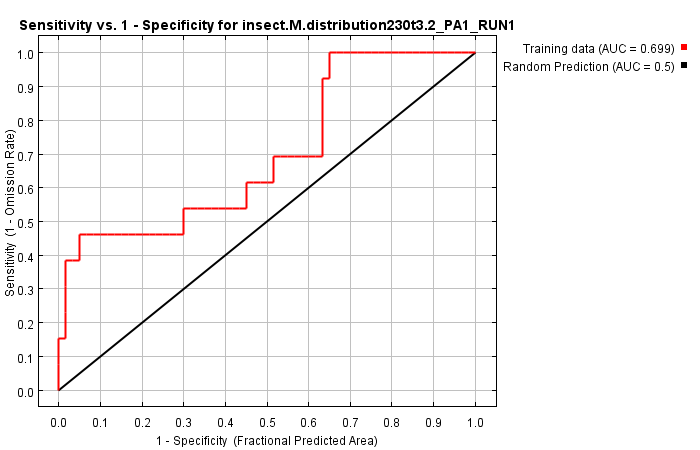 Sensitivity vs. 1 - Specificity for insect.M.distribution230t3.2_PA1_RUN1
Training data (AUC = 0.699)
Random Prediction (AUC = 0.5)
Sensitivity (1 - Omission Rate)
1.0
0.9
0.8
0.7
0.6
0.5
0.4
0.3
0.2
0.1
0.0
0.0 0.1 0.2 0.3 0.4 0.5 0.6 0.7 0.8 0.9 1.0
1 - Specificity (Fractional Predicted Area)